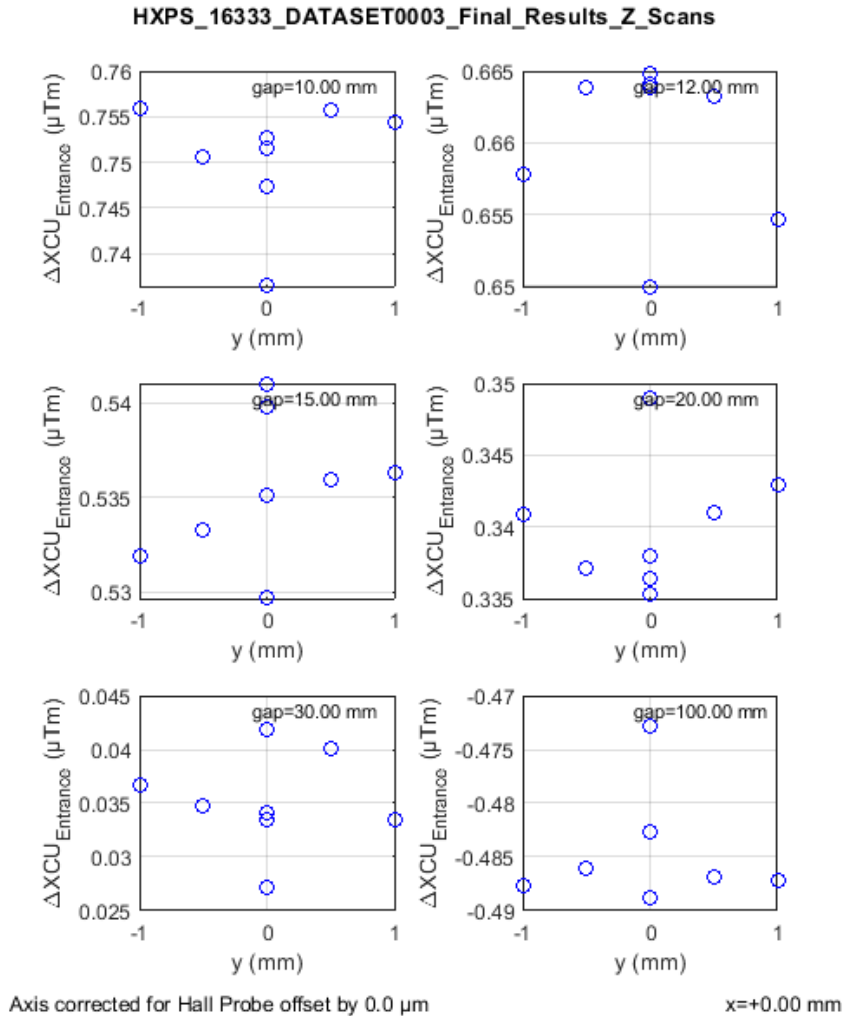 HXPS_16333_DATASET0003_Final_Results_Z_Scans
gap=10.00 mm
0.76
0.755
0.75
0.745
0.74
ΔXCU_Entrance (µTm)
-1 0 1
y (mm)
gap=12.00 mm
0.665
0.66
0.655
0.65
ΔXCU_Entrance (µTm)
-1 0 1
y (mm)
gap=15.00 mm
0.54
0.535
0.53
ΔXCU_Entrance (µTm)
-1 0 1
y (mm)
gap=20.00 mm
0.35
0.345
0.34
0.335
ΔXCU_Entrance (µTm)
-1 0 1
y (mm)
gap=30.00 mm
0.045
0.04
0.035
0.03
0.025
ΔXCU_Entrance (µTm)
-1 0 1
y (mm)
gap=100.00 mm
-0.47
-0.475
-0.48
-0.485
-0.49
ΔXCU_Entrance (µTm)
-1 0 1
y (mm)
Axis corrected for Hall Probe offset by 0.0 µm
x=+0.00 mm